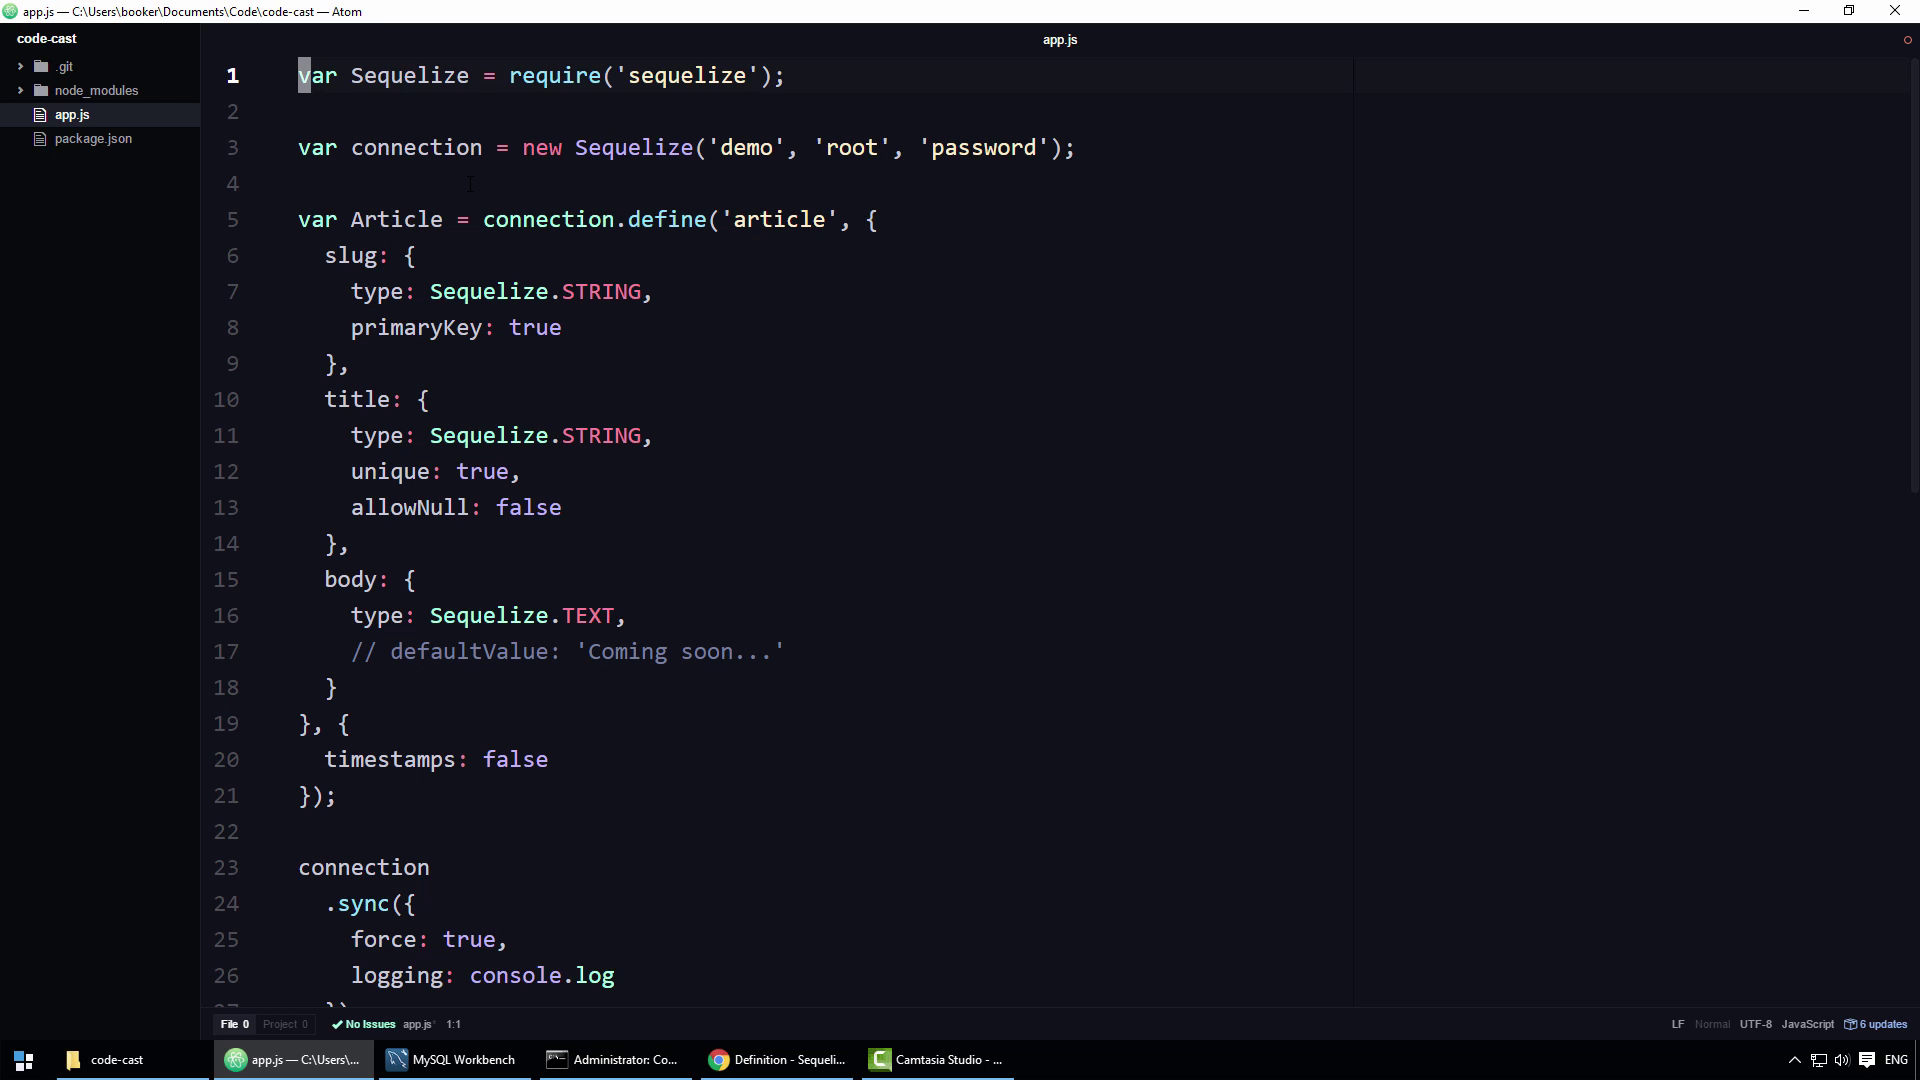 app.js — C:\Users\booker\Documents\Code\code-cast — Atom
code-cast
.git
node_modules
app.js
package.json
app.js
1 var Sequelize = require('sequelize');
2
3 var connection = new Sequelize('demo', 'root', 'password');
4
5 var Article = connection.define('article', {
6   slug: {
7     type: Sequelize.STRING,
8     primaryKey: true
9   },
10   title: {
11     type: Sequelize.STRING,
12     unique: true,
13     allowNull: false
14   },
15   body: {
16     type: Sequelize.TEXT,
17     // defaultValue: 'Coming soon...'
18   }
19 }, {
20   timestamps: false
21 });
22
23 connection
24   .sync({
25     force: true,
26     logging: console.log
27   })
File 0 Project 0 No Issues app.js* 1:1 LF Normal UTF-8 JavaScript 6 updates
code-cast app.js — C:\Users\... MySQL Workbench Administrator: Co... Definition - Sequeli... Camtasia Studio - ... ENG